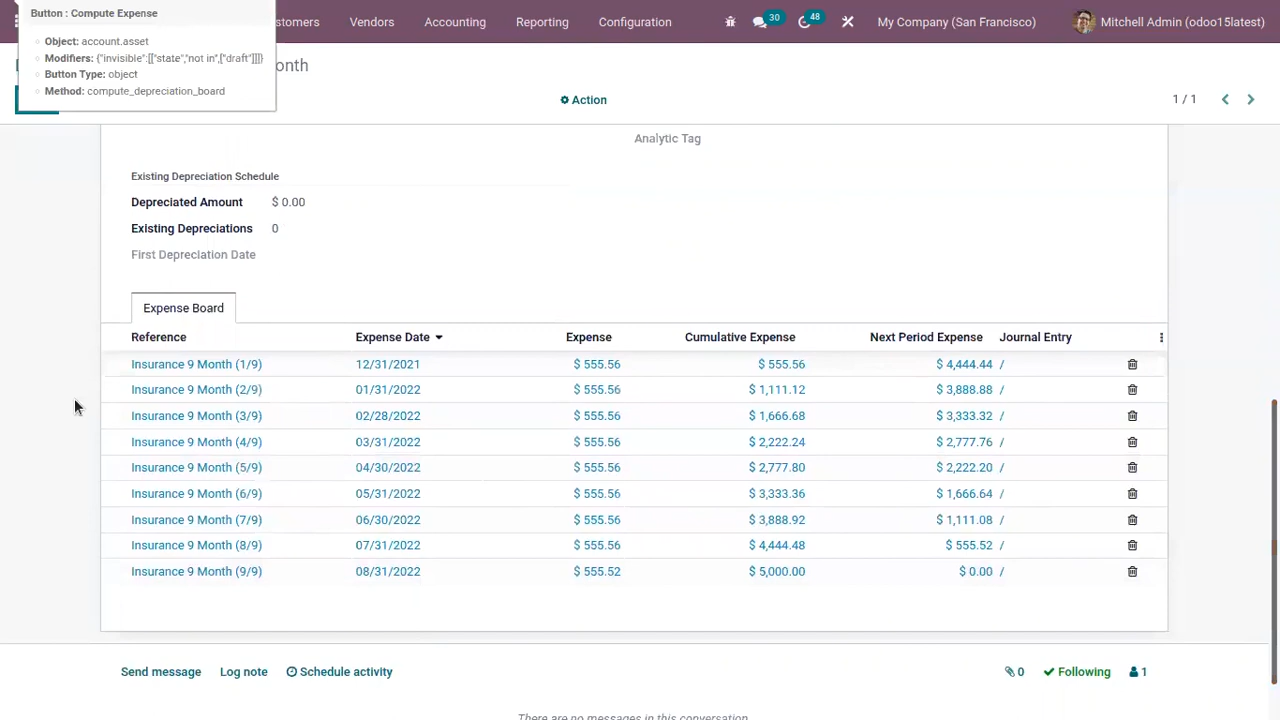 Button : Compute Expense
Object: account.asset
Modifiers: {"invisible":[["state","not in",["draft"]]]}
Button Type: object
Method: compute_depreciation_board
stomers Vendors Accounting Reporting Configuration 30 48 My Company (San Francisco) Mitchell Admin (odoo15latest)
onth
Action 1 / 1
Analytic Tag
Existing Depreciation Schedule
Depreciated Amount $ 0.00
Existing Depreciations 0
First Depreciation Date
Expense Board
Reference Expense Date Expense Cumulative Expense Next Period Expense Journal Entry
Insurance 9 Month (1/9) 12/31/2021 $ 555.56 $ 555.56 $ 4,444.44 /
Insurance 9 Month (2/9) 01/31/2022 $ 555.56 $ 1,111.12 $ 3,888.88 /
Insurance 9 Month (3/9) 02/28/2022 $ 555.56 $ 1,666.68 $ 3,333.32 /
Insurance 9 Month (4/9) 03/31/2022 $ 555.56 $ 2,222.24 $ 2,777.76 /
Insurance 9 Month (5/9) 04/30/2022 $ 555.56 $ 2,777.80 $ 2,222.20 /
Insurance 9 Month (6/9) 05/31/2022 $ 555.56 $ 3,333.36 $ 1,666.64 /
Insurance 9 Month (7/9) 06/30/2022 $ 555.56 $ 3,888.92 $ 1,111.08 /
Insurance 9 Month (8/9) 07/31/2022 $ 555.56 $ 4,444.48 $ 555.52 /
Insurance 9 Month (9/9) 08/31/2022 $ 555.52 $ 5,000.00 $ 0.00 /
Send message Log note Schedule activity 0 Following 1
There are no messages in this conversation.